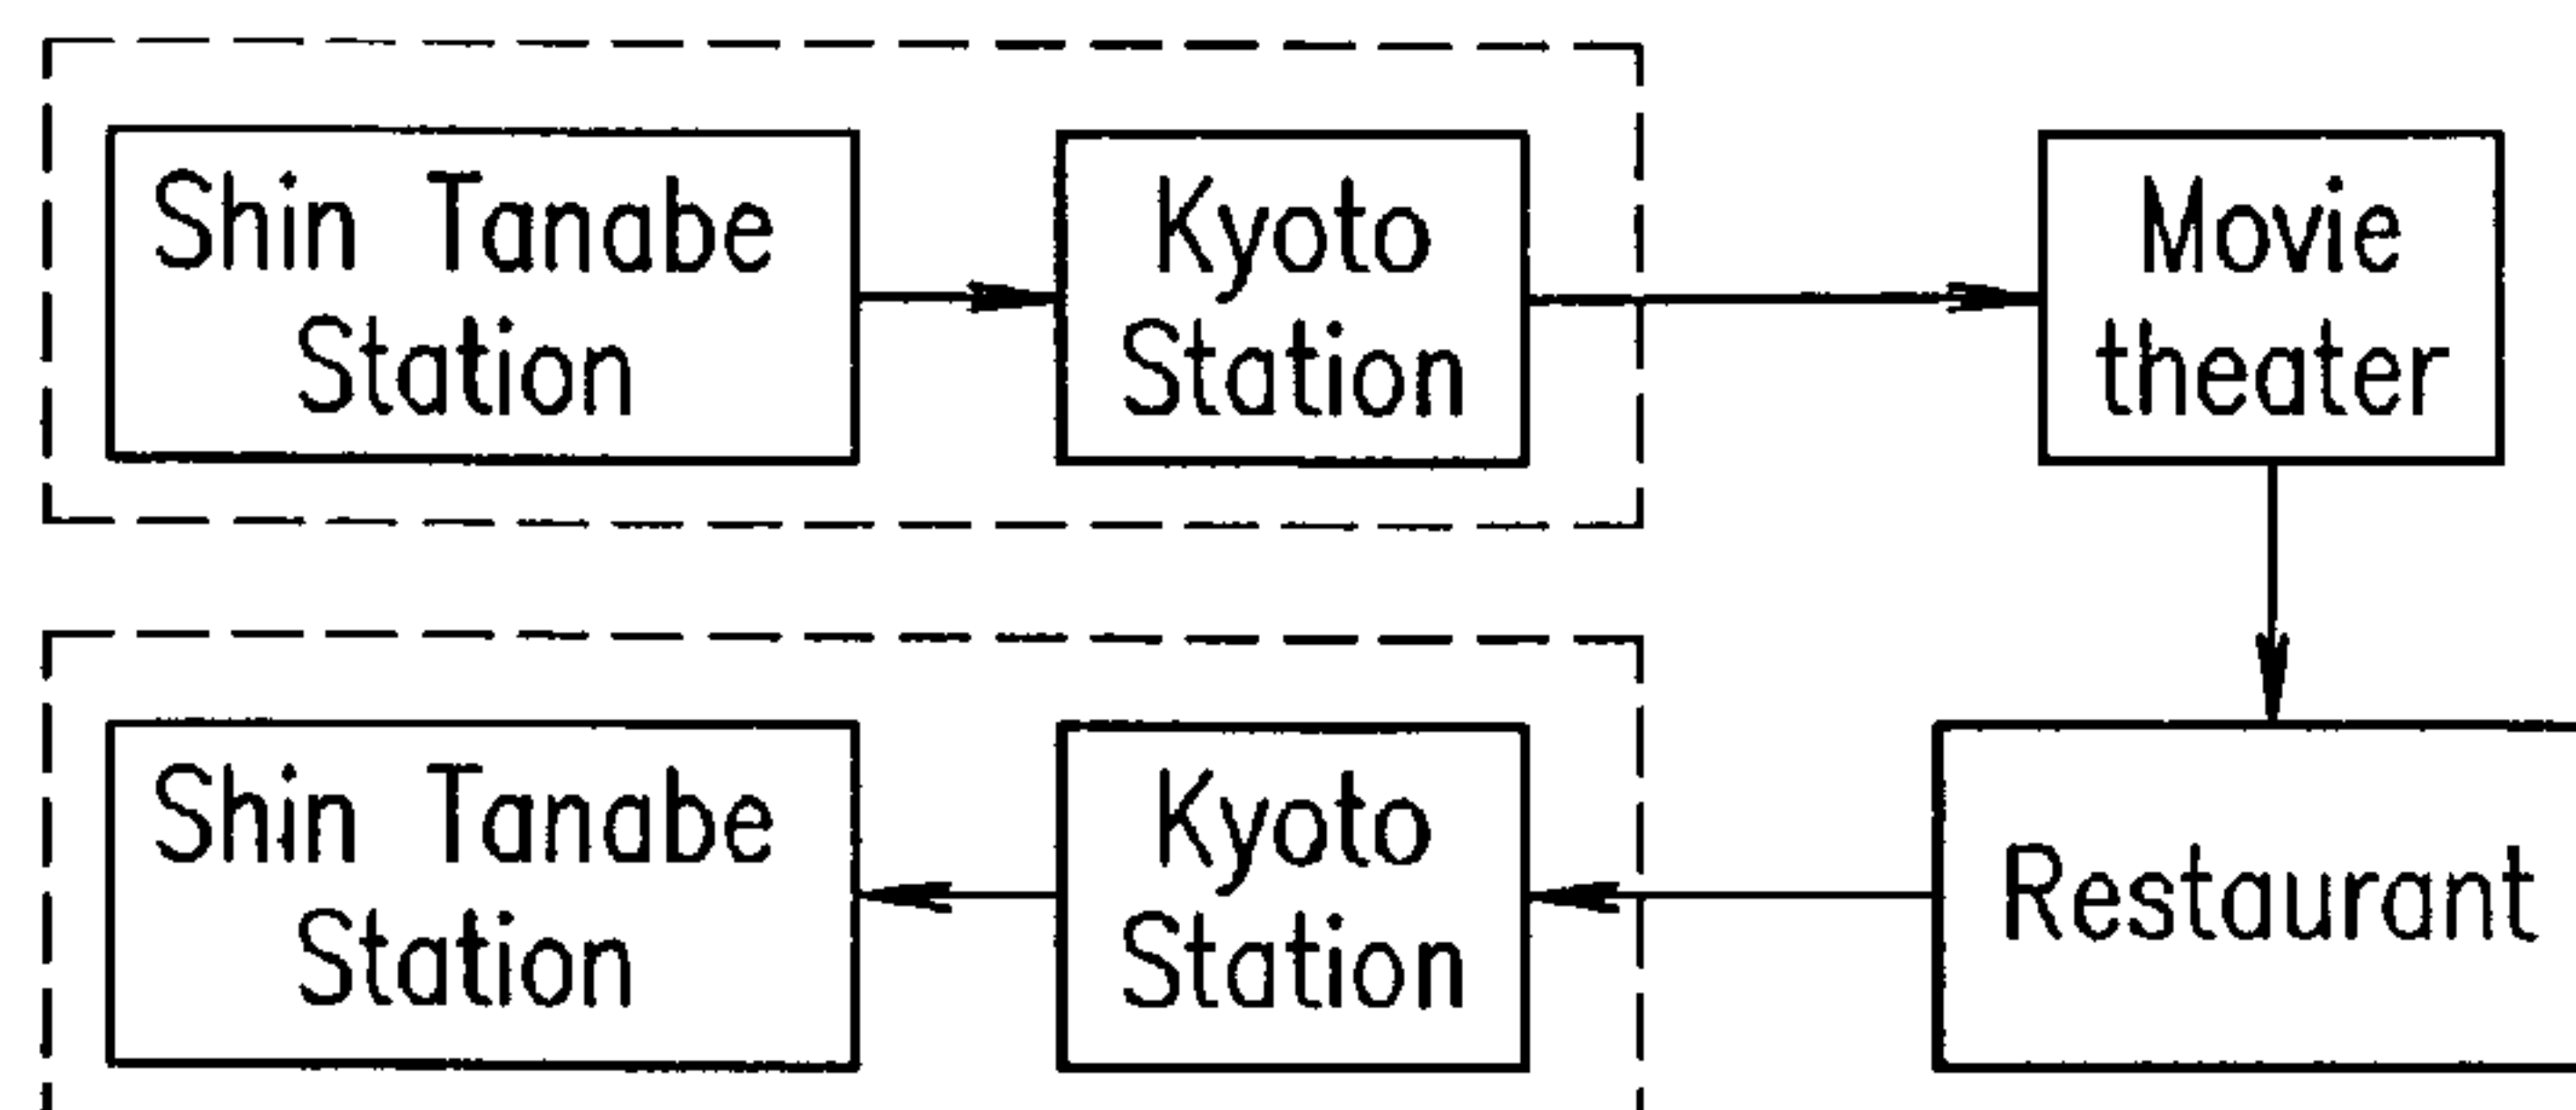 Shin Tanabe
Station
Kyoto
Station
Movie
theater
Shin Tanabe
Station
Kyoto
Station
Restaurant